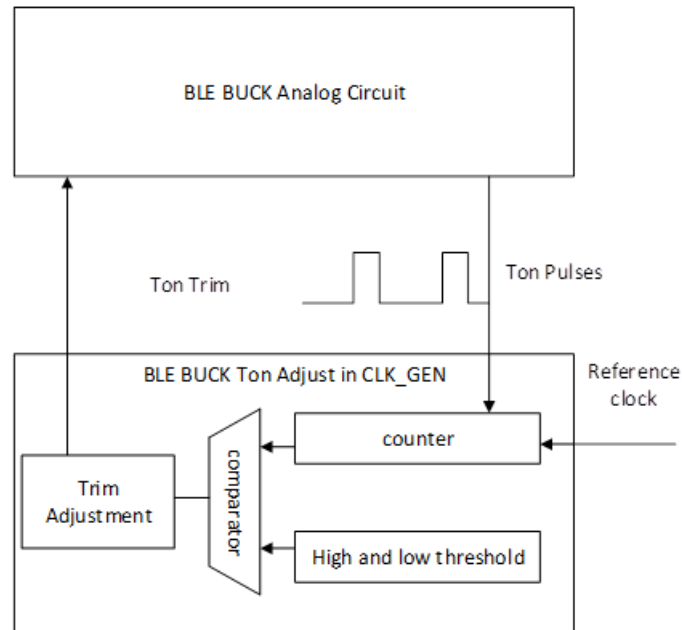 BLE BUCK Analog Circuit
Ton Trim
Ton Pulses
BLE BUCK Ton Adjust in CLK_GEN
Reference
clock
counter
comparator
Trim
Adjustment
High and low threshold